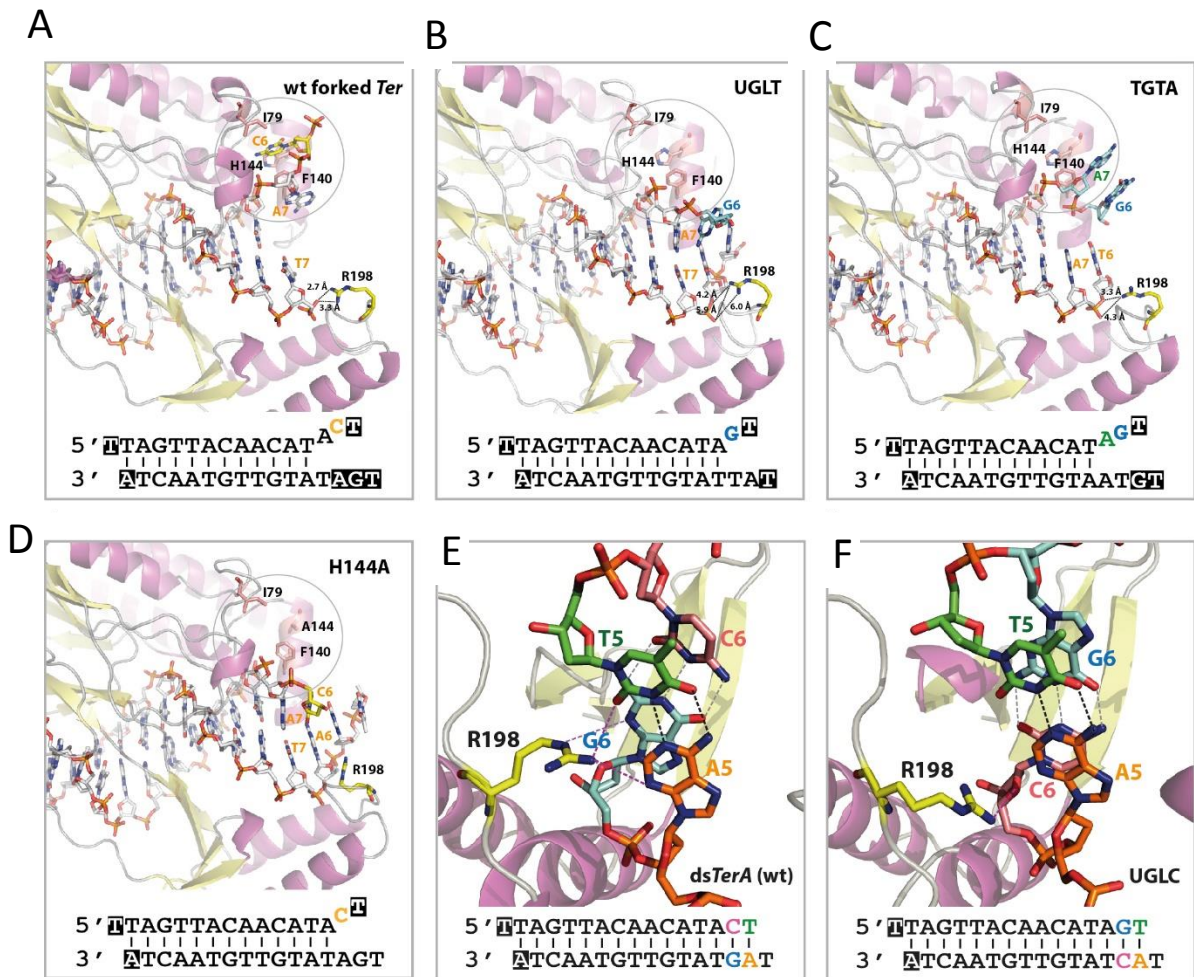 A
wt forked Ter
I79
C6
H144
F140
A7
T7
R198
2.7 Å
3.3 Å
5' TTAGTTACAACATACT
3' ATCAATGTTGTATAGT
B
UGLT
I79
H144
F140
G6
A7
T7
R198
4.2 Å
5.9 Å
6.0 Å
5' TTAGTTACAACATAGT
3' ATCAATGTTGTATTAT
C
TGTA
I79
H144
F140
A7
G6
A7
T6
R198
3.3 Å
4.3 Å
5' TTAGTTACAACATAGT
3' ATCAATGTTGTAATGT
D
H144A
I79
A144
F140
C6
A7
A6
T7
R198
5' TTAGTTACAACATACT
3' ATCAATGTTGTATAGT
E
T5
C6
R198
G6
A5
dsTerA (wt)
5' TTAGTTACAACATACT
3' ATCAATGTTGTATGAT
F
T5
G6
R198
C6
A5
UGLC
5' TTAGTTACAACATAGT
3' ATCAATGTTGTATCAT